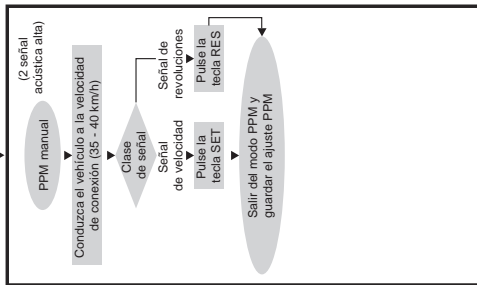 (2 señal
acústica alta)
PPM manual
Conduzca el vehículo a la velocidad
de conexión (35 - 40 km/h)
Clase
de señal
Señal
de velocidad
Señal de
revoluciones
Pulse la
tecla SET
Pulse la
tecla RES
Salir del modo PPM y
guardar el ajuste PPM